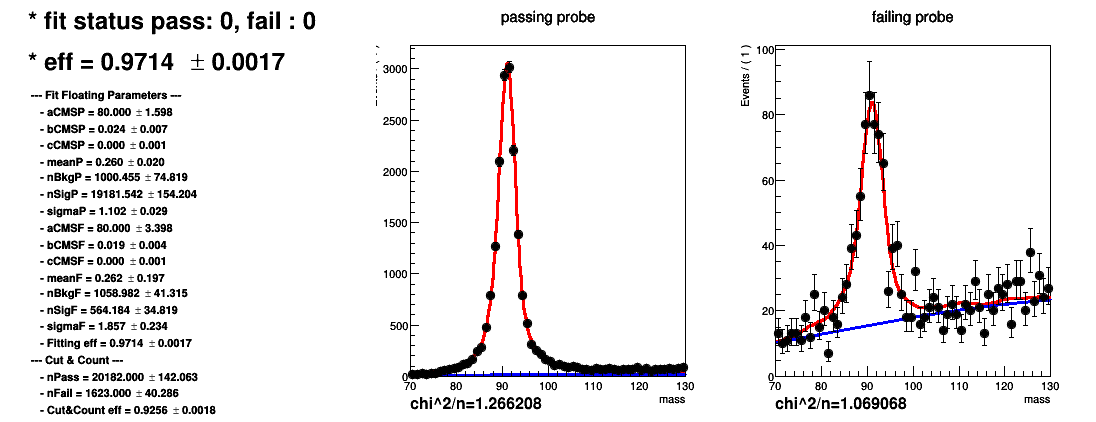 * fit status pass: 0, fail : 0
* eff = 0.9714 ± 0.0017
--- Fit Floating Parameters ---
- aCMSP = 80.000 ± 1.598
- bCMSP = 0.024 ± 0.007
- cCMSP = 0.000 ± 0.001
- meanP = 0.260 ± 0.020
- nBkgP = 1000.455 ± 74.819
- nSigP = 19181.542 ± 154.204
- sigmaP = 1.102 ± 0.029
- aCMSF = 80.000 ± 3.398
- bCMSF = 0.019 ± 0.004
- cCMSF = 0.000 ± 0.001
- meanF = 0.262 ± 0.197
- nBkgF = 1058.982 ± 41.315
- nSigF = 564.184 ± 34.819
- sigmaF = 1.857 ± 0.234
- Fitting eff = 0.9714 ± 0.0017
--- Cut & Count ---
- nPass = 20182.000 ± 142.063
- nFail = 1623.000 ± 40.286
- Cut&Count eff = 0.9256 ± 0.0018
passing probe
3000
2500
2000
1500
1000
500
0
70 80 90 100 110 120 130
mass
chi^2/n=1.266208
failing probe
Events / ( 1 )
100
80
60
40
20
0
70 80 90 100 110 120 130
mass
chi^2/n=1.069068